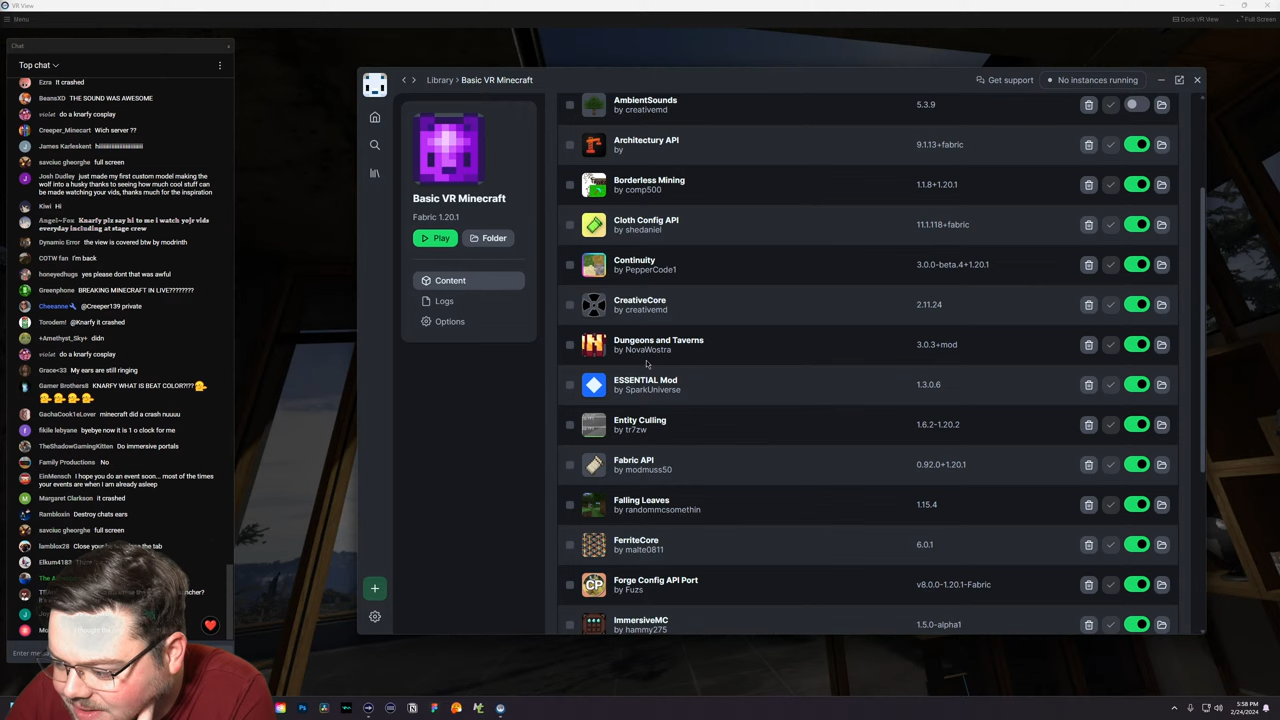 VR View
Menu
Dock VR View
Full Screen
Chat
x
Top chat
Ezra It crashed
BeansXD THE SOUND WAS AWESOME
violet do a knarfy cosplay
Creeper_Minecart Wich server ??
James Karleskent
savciuc gheorghe full screen
Josh Dudley just made my first custom model making the
wolf into a husky thanks to seeing how much cool stuff
can be made watching your vids, thanks much for the
inspiration
Kiwi Hi
Angel~Fox Knarfy plz say hi to me i watch yojr vids
everyday including at stage crew
Dynamic Error the view is covered btw by modrinth
COTW fan I'm back
honeyedhugs yes please dont that was awful
Greenphone BREAKING MINECRAFT IN LIVE????????
Cheeanne @Creeper139 private
Torodem! @Knarfy it crashed
+Amethyst_Sky+ didn
violet do a knarfy cosplay
Grace<33 My ears are still ringing
Gamer Brothers8 KNARFY WHAT IS BEAT COLOR?!??
GachaCook1eLover minecraft did a crash nuuuu
fikile lebyane byebye now it is 1 o clock for me
TheShadowGamingKitten Do immersive portals
Family Productions No
EinMensch I hope you do an event soon... most of the times
your events are when I am already asleep
Margaret Clarkson it crashed
Rambloxin Destroy chats ears
savciuc gheorghe full screen
lamblox28 Close your
the tab
Elkum4182
The A
Enter me
Library > Basic VR Minecraft
Get support
No instances running
Basic VR Minecraft
Fabric 1.20.1
Play
Folder
Content
Logs
Options
AmbientSounds
by creativemd
5.3.9
Architecture API
by
9.1.13+fabric
Borderless Mining
by comp500
1.1.8+1.20.1
Cloth Config API
by shedaniel
11.1.118+fabric
Continuity
by PepperCode1
3.0.0-beta.4+1.20.1
CreativeCore
by creativemd
2.11.24
Dungeons and Taverns
by NovaWostra
3.0.3+mod
ESSENTIAL Mod
by SparkUniverse
1.3.0.6
Entity Culling
by tr7zw
1.6.2-1.20.2
Fabric API
by modmuss50
0.92.0+1.20.1
Falling Leaves
by randommcsomethin
1.15.4
FerriteCore
by malte0811
6.0.1
Forge Config API Port
by Fuzs
v8.0.0-1.20.1-Fabric
ImmersiveMC
by hammy275
1.5.0-alpha1
5:58 PM
2/24/2024